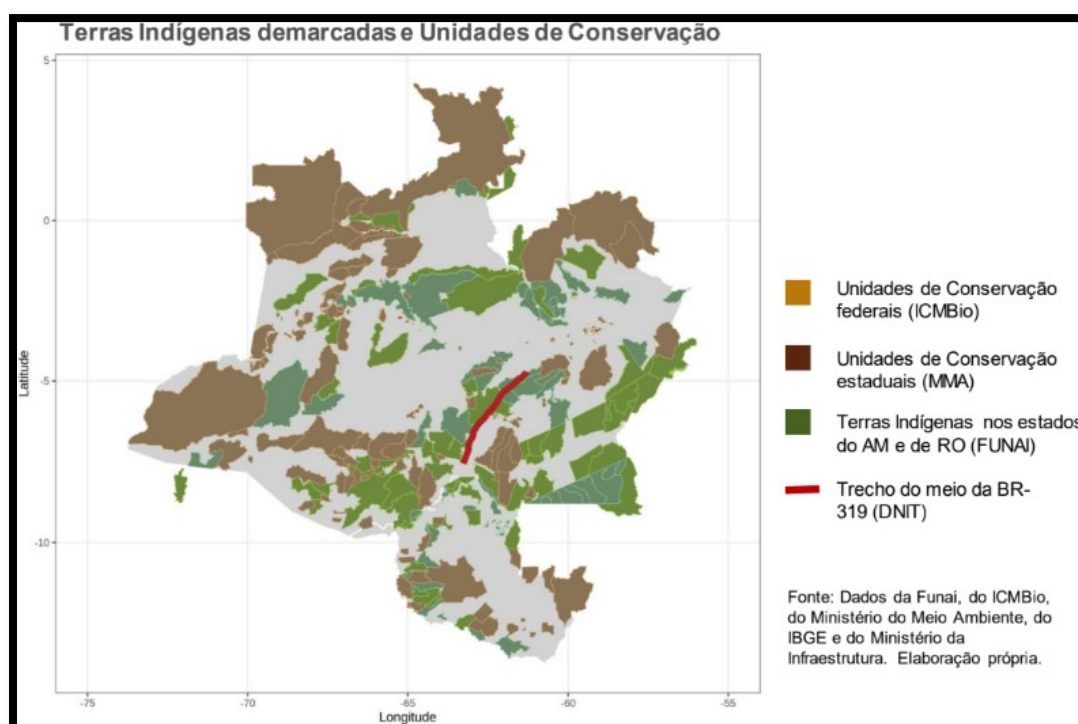 Terras Indígenas demarcadas e Unidades de Conservação
5
0
-5
-10
Latitude
-75
-70
-65
-60
-55
Longitude
Unidades de Conservação
federais (ICMBio)
Unidades de Conservação
estaduais (MMA)
Terras Indígenas nos estados
do AM e de RO (FUNAI)
Trecho do meio da BR-
319 (DNIT)
Fonte: Dados da Funai, do ICMBio,
do Ministério do Meio Ambiente, do
IBGE e do Ministério da
Infraestrutura. Elaboração própria.